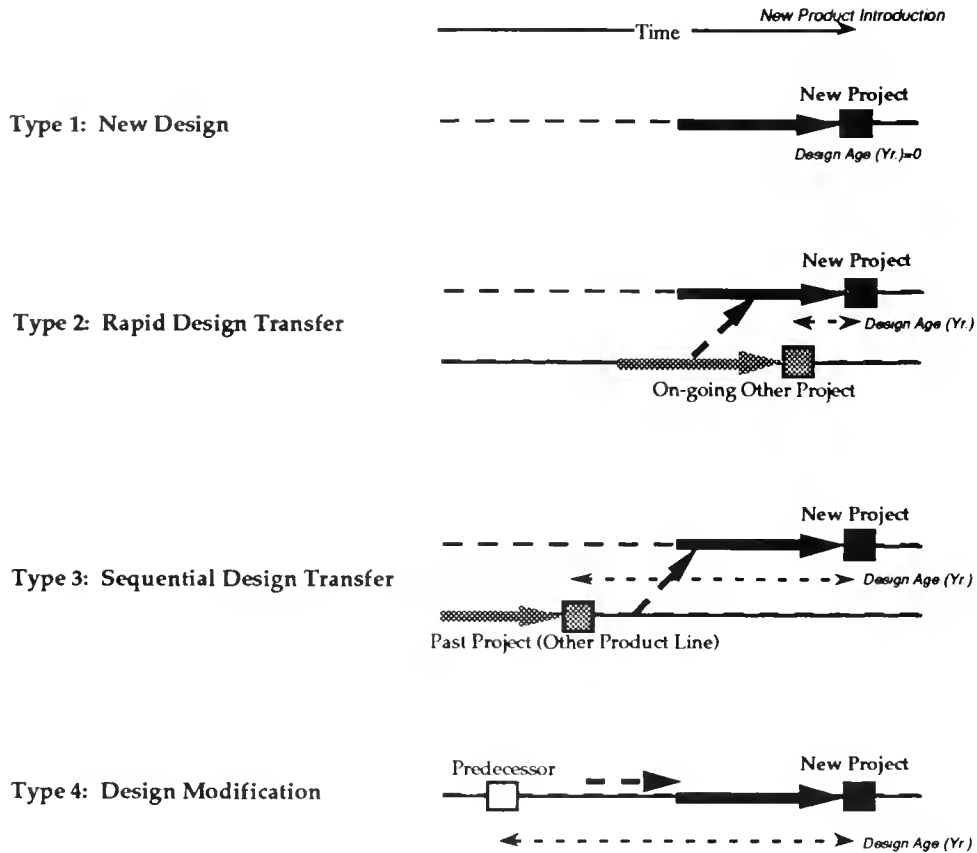 New Product Introduction
Time
New Project
Type 1: New Design
Design Age (Yr.)=0
New Project
Type 2: Rapid Design Transfer
Design Age (Yr.)
On-going Other Project
New Project
Type 3: Sequential Design Transfer
Design Age (Yr.)
Past Project (Other Product Line)
Predecessor
New Project
Type 4: Design Modification
Design Age (Yr.)